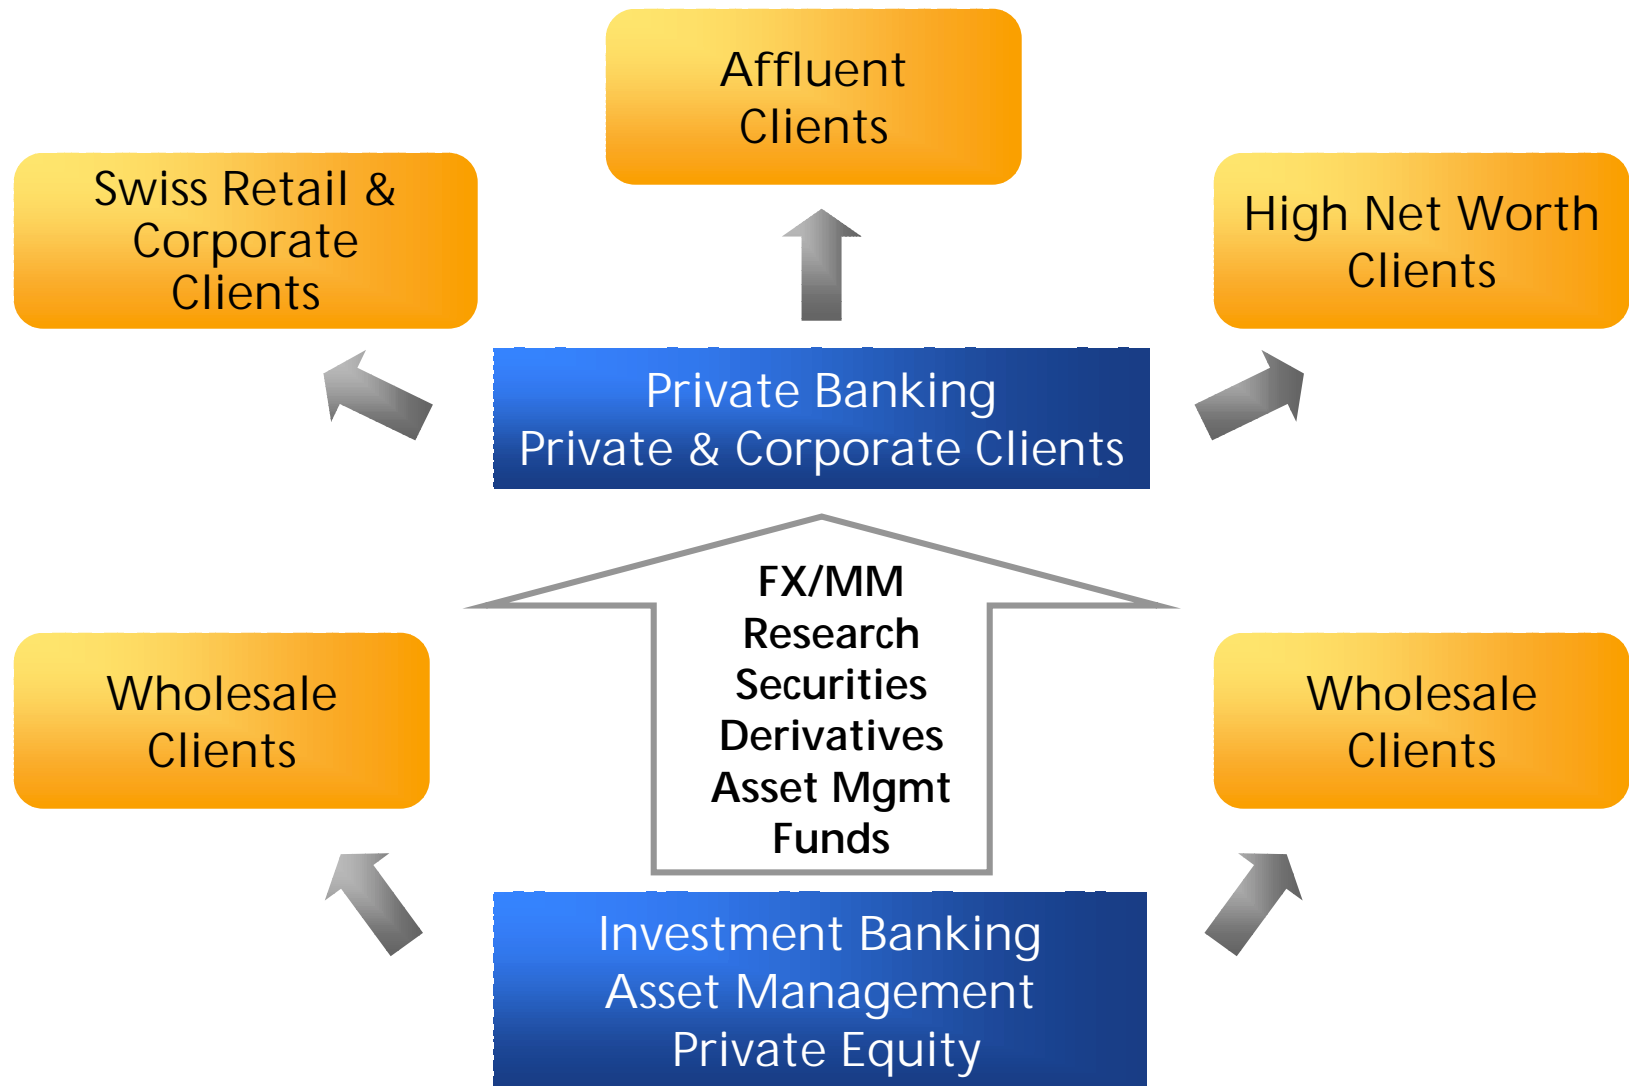 Affluent
Clients
Swiss Retail &
Corporate
Clients
High Net Worth
Clients
Private Banking
Private & Corporate Clients
FX/MM
Research
Securities
Derivatives
Asset Mgmt
Funds
Wholesale
Clients
Wholesale
Clients
Investment Banking
Asset Management
Private Equity